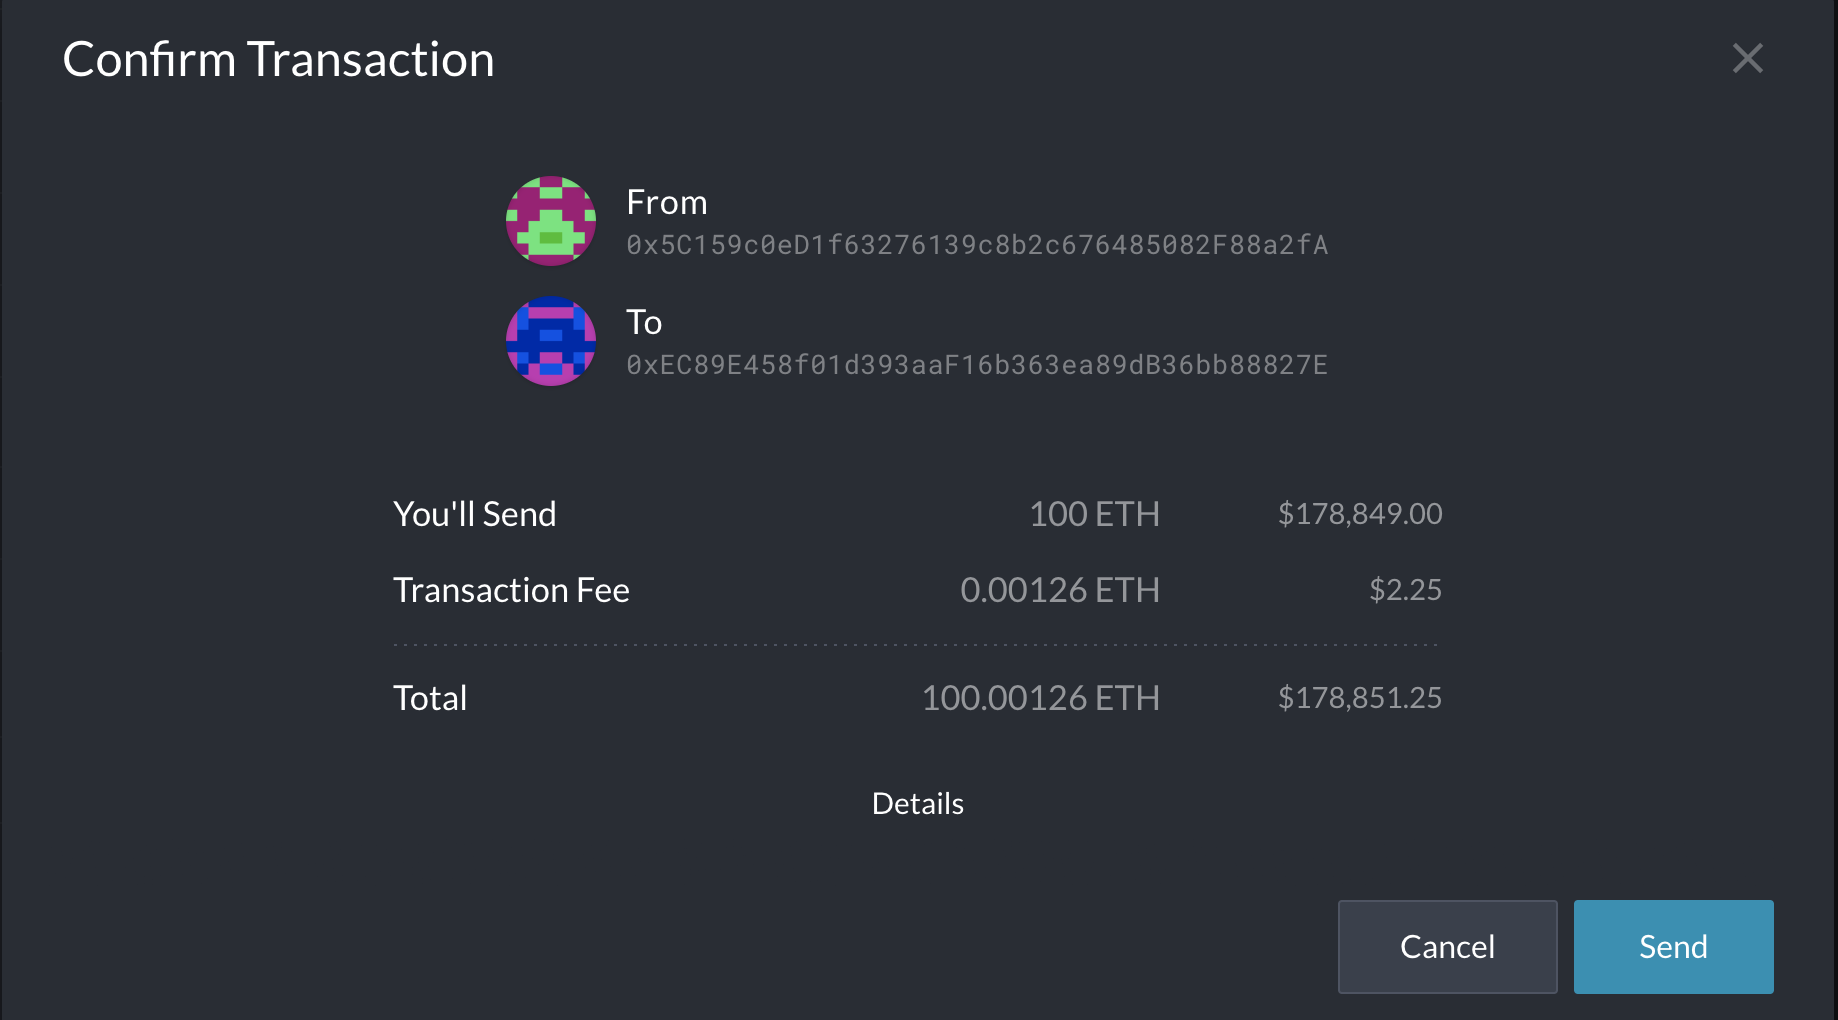 Confirm Transaction
From
0x5C159c0eD1f63276139c8b2c676485082F88a2fA
To
0xEC89E458f01d393aaF16b363ea89dB36bb88827E
You'll Send 100 ETH $178,849.00
Transaction Fee 0.00126 ETH $2.25
Total 100.00126 ETH $178,851.25
Details
Cancel Send